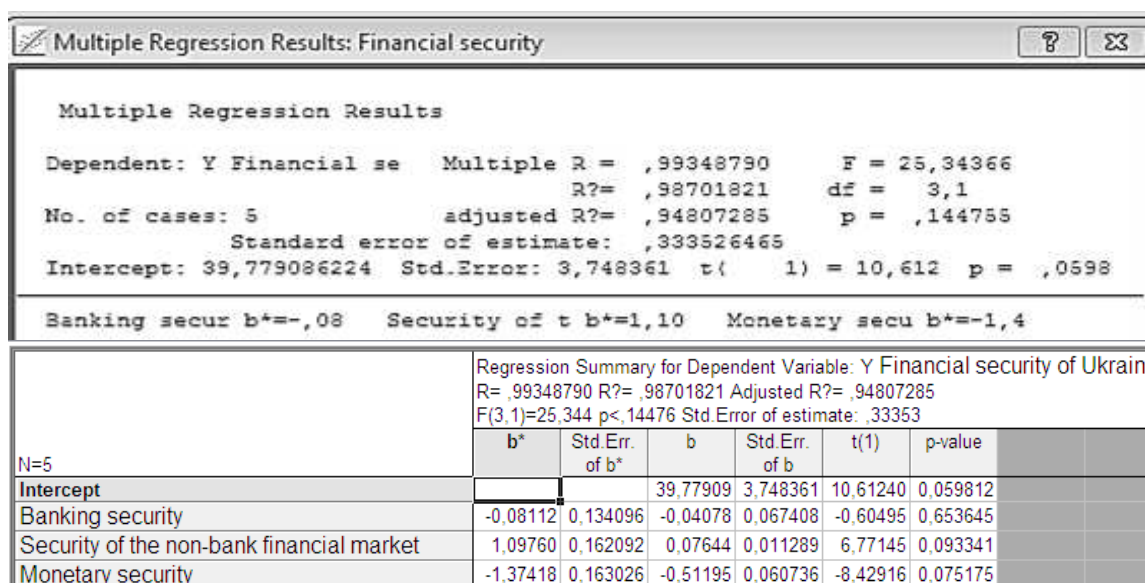 Multiple Regression Results: Financial security
Multiple Regression Results
Dependent: Y Financial se Multiple R = ,99348790 F = 25,34366
R?= ,98701821 df = 3,1
No. of cases: 5 adjusted R?= ,94807285 p = ,144755
Standard error of estimate: ,333526465
Intercept: 39,779086224 Std.Error: 3,748361 t( 1) = 10,612 p = ,0598
Banking secur b*=-,08 Security of t b*=1,10 Monetary secu b*=-1,4
Regression Summary for Dependent Variable: Y Financial security of Ukrain
R= ,99348790 R?= ,98701821 Adjusted R?= ,94807285
F(3,1)=25,344 p<,14476 Std.Error of estimate: ,33353
N=5 b* Std.Err. of b* b Std.Err. of b t(1) p-value
Intercept 39,77909 3,748361 10,61240 0,059812
Banking security -0,08112 0,134096 -0,04078 0,067408 -0,60495 0,653645
Security of the non-bank financial market 1,09760 0,162092 0,07644 0,011289 6,77145 0,093341
Monetary security -1,37418 0,163026 -0,51195 0,060736 -8,42916 0,075175